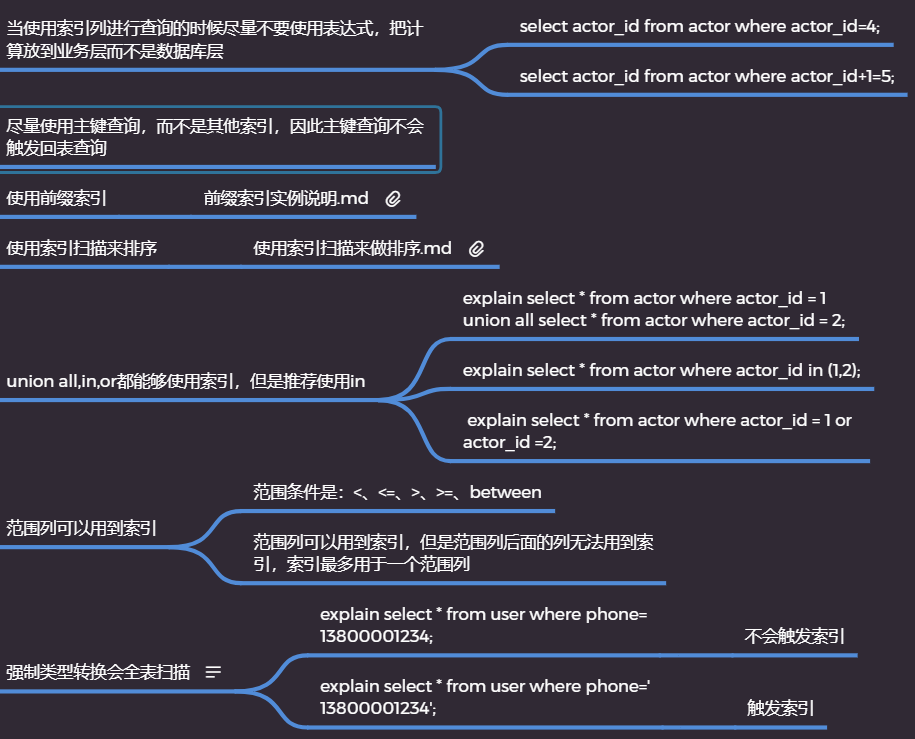 当使用索引列进行查询的时候尽量不要使用表达式，把计
算放到业务层而不是数据库层
select actor_id from actor where actor_id=4;
select actor_id from actor where actor_id+1=5;
尽量使用主键查询，而不是其他索引，因此主键查询不会
触发回表查询
使用前缀索引
前缀索引实例说明.md
使用索引扫描来排序
使用索引扫描来做排序.md
union all,in,or都能够使用索引，但是推荐使用in
explain select * from actor where actor_id = 1
union all select * from actor where actor_id = 2;
explain select * from actor where actor_id in (1,2);
explain select * from actor where actor_id = 1 or
actor_id =2;
范围列可以用到索引
范围条件是：<、<=、>、>=、between
范围列可以用到索引，但是范围列后面的列无法用到索
引，索引最多用于一个范围列
强制类型转换会全表扫描
explain select * from user where phone=
13800001234;
不会触发索引
explain select * from user where phone='
13800001234';
触发索引